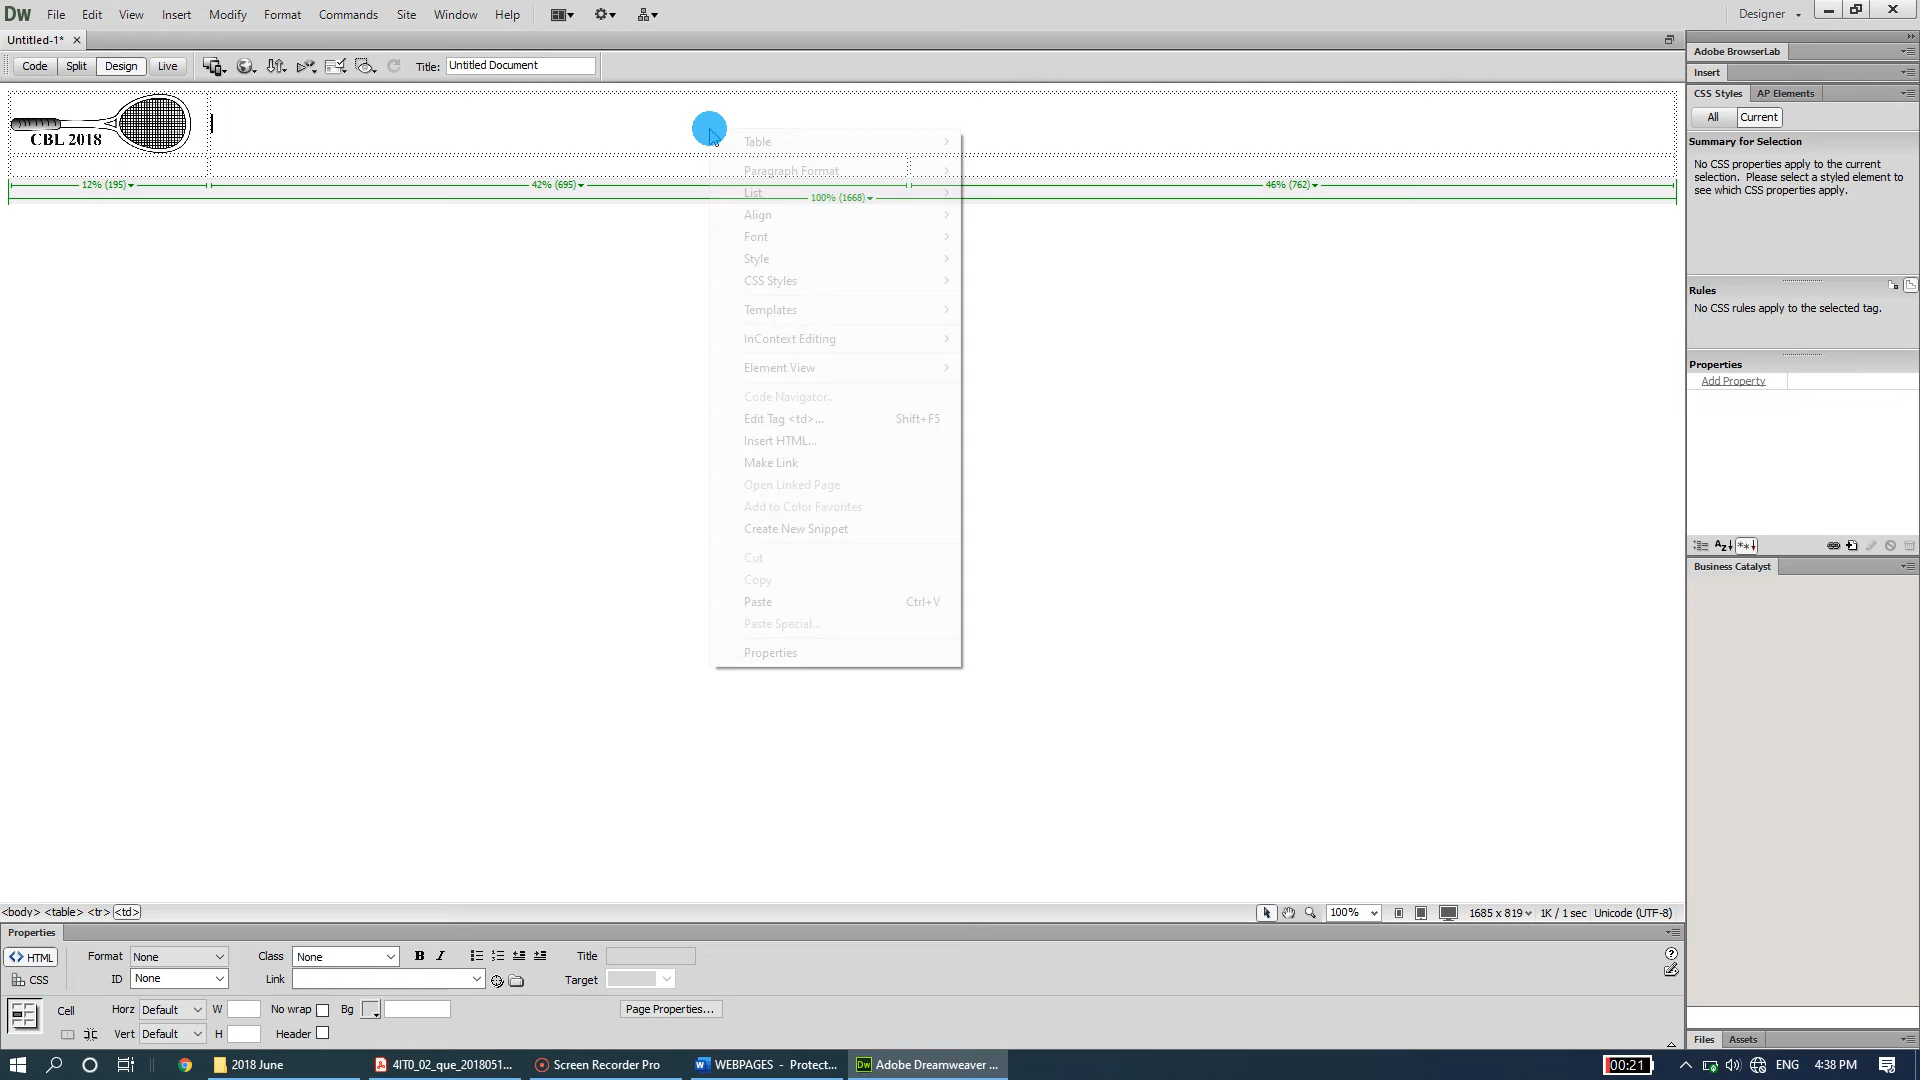 Dw File Edit View Insert Modify Format Commands Site Window Help Designer
Untitled-1*
Code Split Design Live Title: Untitled Document
CBL 2018
12% (195) 42% (695) 46% (762)
100% (1668)
Table
Paragraph Format
List
Align
Font
Style
CSS Styles
Templates
InContext Editing
Element View
Code Navigator..
Edit Tag <td>... Shift+F5
Insert HTML...
Make Link
Open Linked Page
Add to Color Favorites
Create New Snippet
Cut
Copy
Paste Ctrl+V
Paste Special...
Properties
Adobe BrowserLab
Insert
CSS Styles AP Elements
All Current
Summary for Selection
No CSS properties apply to the current
selection. Please select a styled element to
see which CSS properties apply.
Rules
No CSS rules apply to the selected tag.
Properties
Add Property
Business Catalyst
<body> <table> <tr> <td> 100% 1685 x 819 1K / 1 sec Unicode (UTF-8)
Properties
<> HTML Format None Class None B I Title
CSS ID None Link Target
Cell Horz Default W No wrap Bg Page Properties...
Vert Default H Header
Files Assets
2018 June 4IT0_02_que_2018051... Screen Recorder Pro WEBPAGES - Protect... Adobe Dreamweaver ... 00:21 ENG 4:38 PM